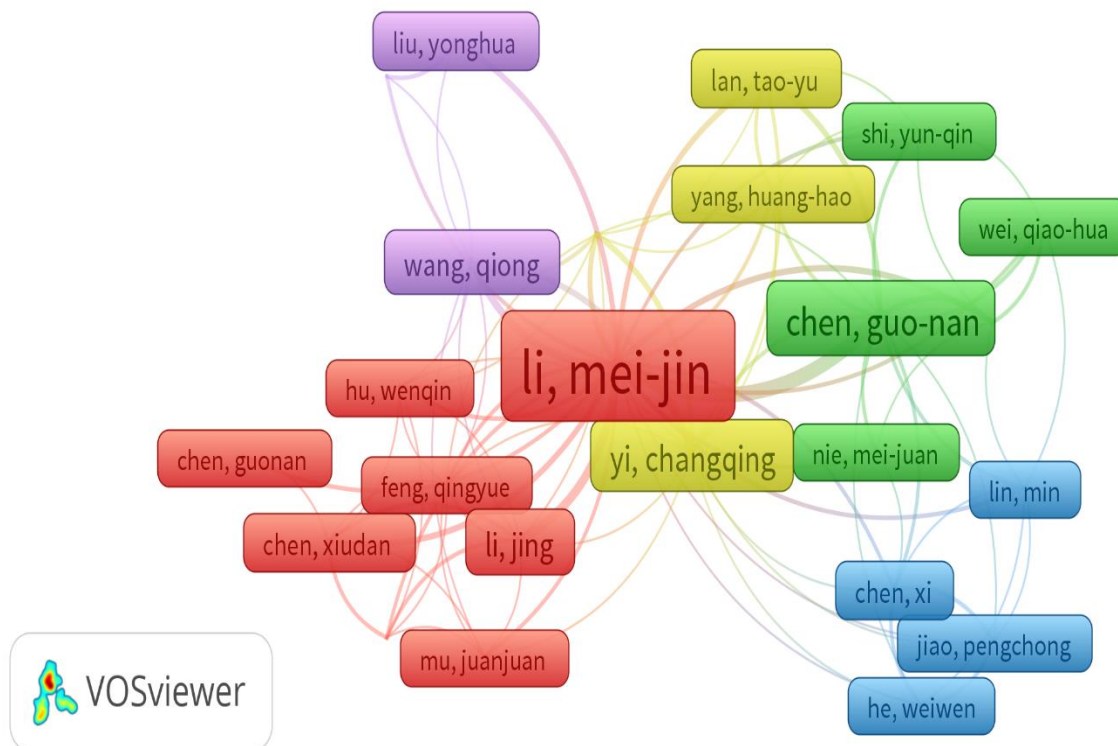 liu, yonghua
lan, tao-yu
shi, yun-qin
yang, huang-hao
wei, qiao-hua
wang, qiong
chen, guo-nan
li, mei-jin
hu, wenqin
chen, guonan
yi, changqing
nie, mei-juan
feng, qingyue
lin, min
chen, xiudan
li, jing
chen, xi
jiao, pengchong
mu, juanjuan
VOSviewer
he, weiwen